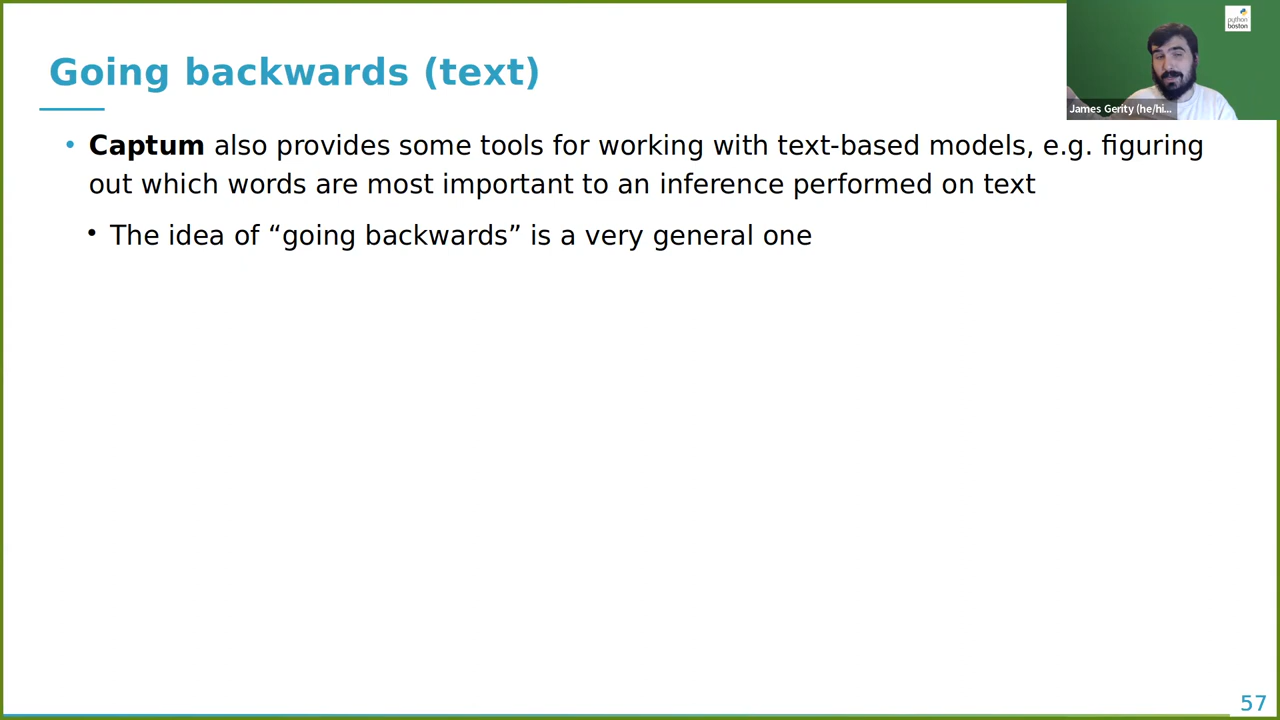 Going backwards (text)
python
boston
James Gerity (he/hi...
• Captum also provides some tools for working with text-based models, e.g. figuring
out which words are most important to an inference performed on text
• The idea of “going backwards” is a very general one
57